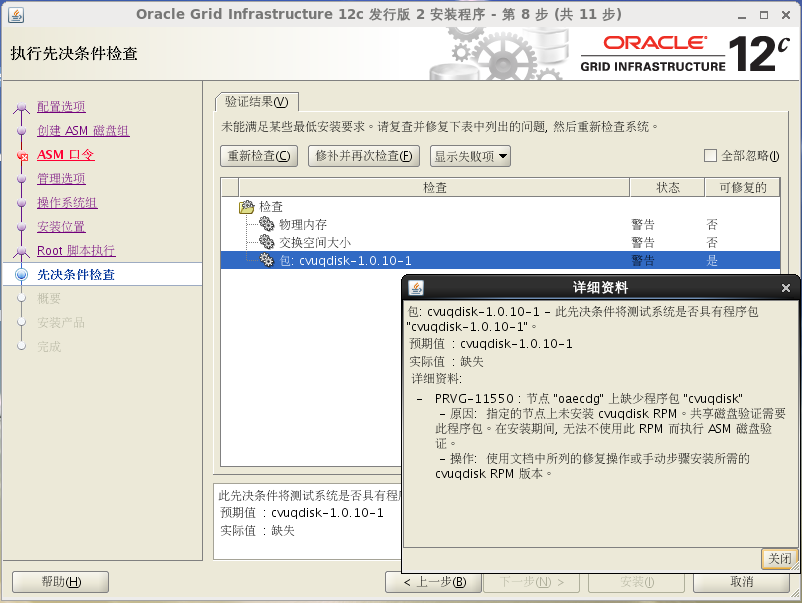 Oracle Grid Infrastructure 12c 发行版 2 安装程序 - 第 8 步 (共 11 步)
执行先决条件检查
ORACLE
GRID INFRASTRUCTURE 12c
配置选项
创建 ASM 磁盘组
ASM 口令
管理选项
操作系统组
安装位置
Root 脚本执行
先决条件检查
概要
安装产品
完成
验证结果(V)
未能满足某些最低安装要求。请复查并修复下表中列出的问题, 然后重新检查系统。
重新检查(C) 修补并再次检查(F) 显示失败项 全部忽略(I)
检查 状态 可修复的
检查
物理内存 警告 否
交换空间大小 警告 否
包: cvuqdisk-1.0.10-1 警告 是
此先决条件将测试系统是否具有程
预期值 : cvuqdisk-1.0.10-1
实际值 : 缺失
详细资料
包: cvuqdisk-1.0.10-1 - 此先决条件将测试系统是否具有程序包
"cvuqdisk-1.0.10-1"。
预期值 : cvuqdisk-1.0.10-1
实际值 : 缺失
详细资料:
- PRVG-11550 : 节点 "oaecdg" 上缺少程序包 "cvuqdisk"
- 原因: 指定的节点上未安装 cvuqdisk RPM。共享磁盘验证需要
此程序包。在安装期间, 无法不使用此 RPM 而执行 ASM 磁盘验
证。
- 操作: 使用文档中所列的修复操作或手动步骤安装所需的
cvuqdisk RPM 版本。
关闭
帮助(H) < 上一步(B) 下一步(N) > 安装(I) 取消